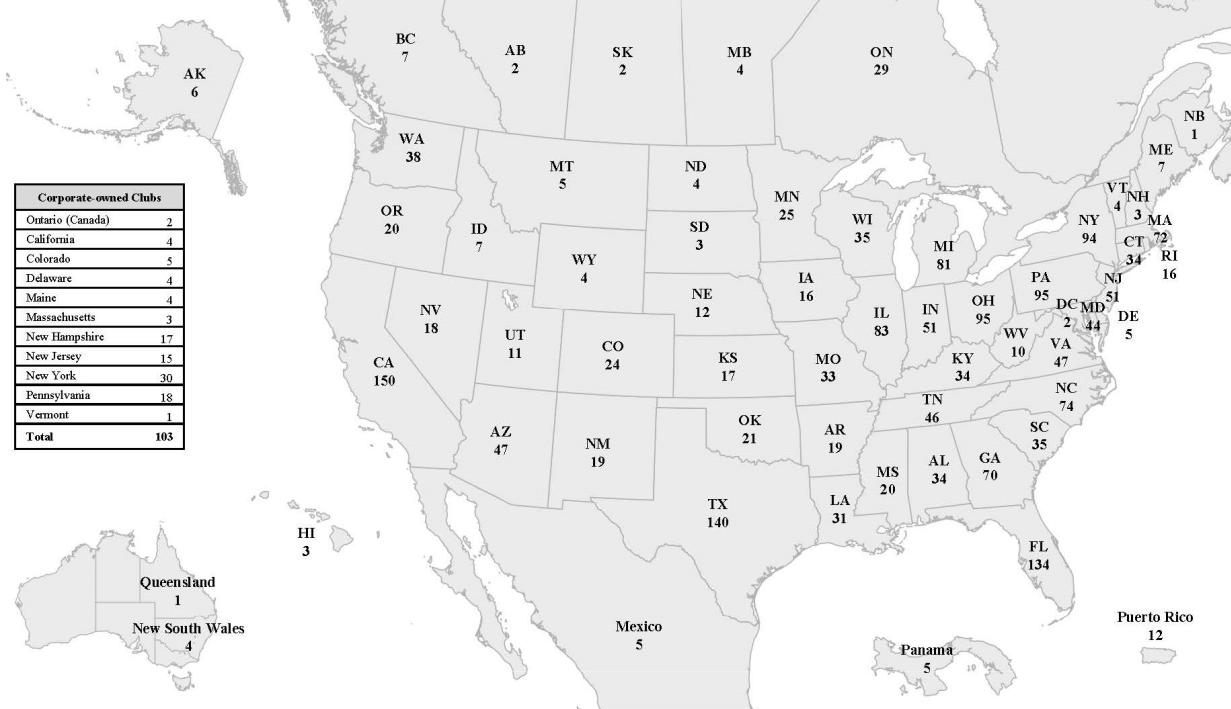 BC
7
AB
2
SK
2
MB
4
ON
29
AK
6
NB
1
WA
38
ME
7
MT
5
ND
4
VT
4
NH
3
MN
25
OR
20
ID
7
SD
3
WI
35
MI
81
NY
94
MA
72
CT
34
RI
16
WY
4
IA
16
NE
12
PA
95
NJ
51
NV
18
UT
11
IL
83
IN
51
OH
95
DC
2
MD
44
DE
5
WV
10
VA
47
CA
150
CO
24
KS
17
MO
33
KY
34
NC
74
TN
46
AZ
47
NM
19
OK
21
AR
19
SC
35
MS
20
AL
34
GA
70
TX
140
LA
31
FL
134
HI
3
Corporate-owned Clubs
Ontario (Canada) 2
California 4
Colorado 5
Delaware 4
Maine 4
Massachusetts 3
New Hampshire 17
New Jersey 15
New York 30
Pennsylvania 18
Vermont 1
Total 103
Queensland
1
New South Wales
4
Mexico
5
Panama
5
Puerto Rico
12